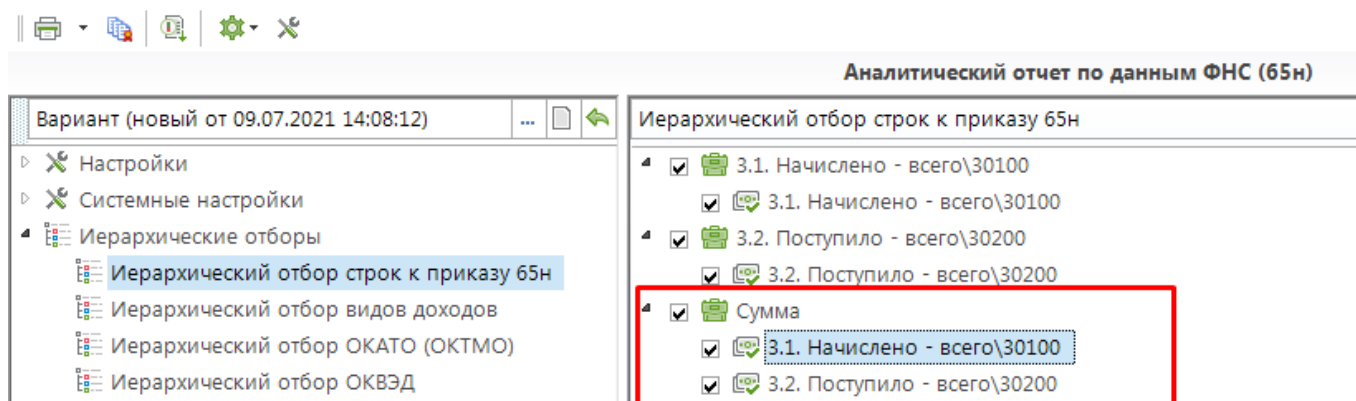 Аналитический отчет по данным ФНС (65н)
Вариант (новый от 09.07.2021 14:08:12) ...
Настройки
Системные настройки
Иерархические отборы
Иерархический отбор строк к приказу 65н
Иерархический отбор видов доходов
Иерархический отбор ОКАТО (ОКТМО)
Иерархический отбор ОКВЭД
Иерархический отбор строк к приказу 65н
3.1. Начислено - всего\30100
3.1. Начислено - всего\30100
3.2. Поступило - всего\30200
3.2. Поступило - всего\30200
Сумма
3.1. Начислено - всего\30100
3.2. Поступило - всего\30200